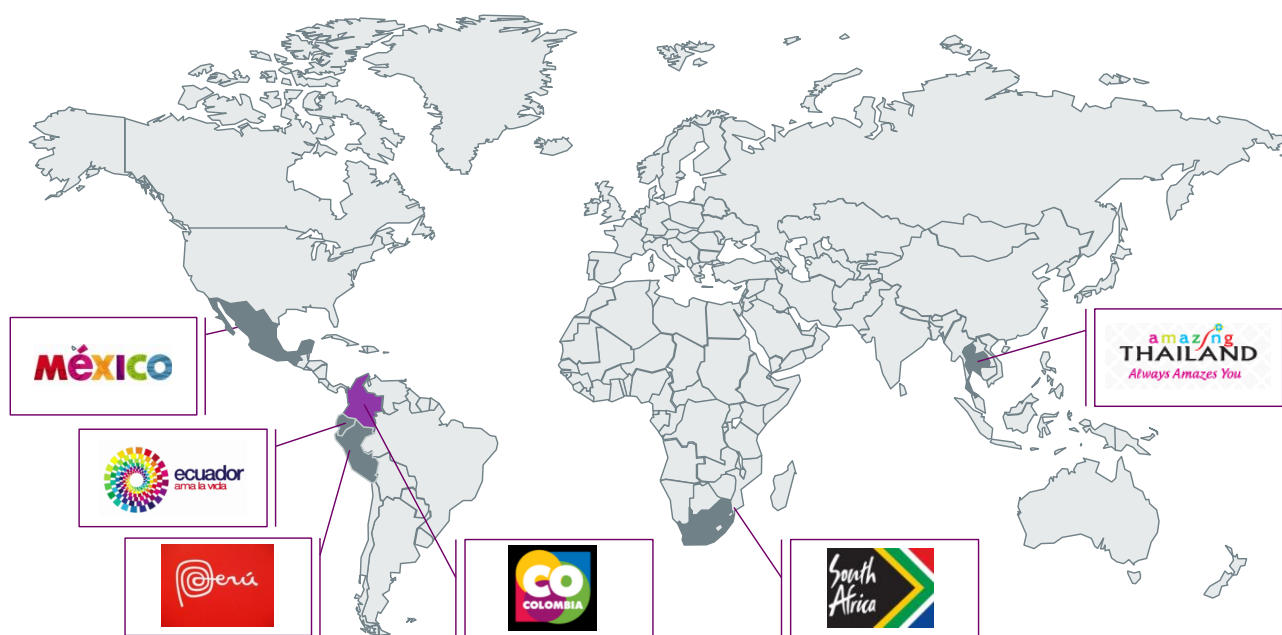 México
amazing
THAILAND
Always Amazes You
ecuador
ama la vida
Perú
CO
COLOMBIA
South
Africa